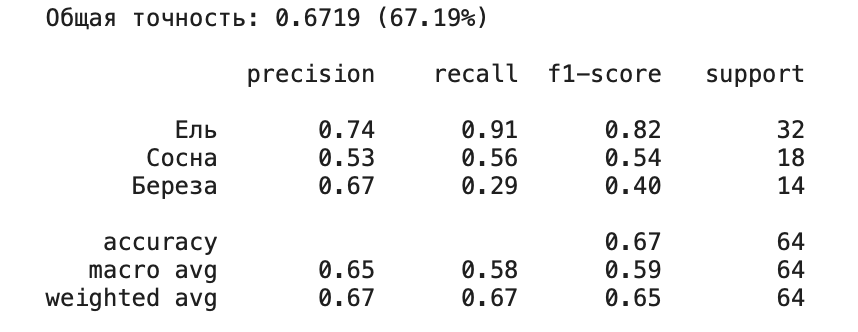 Общая точность: 0.6719 (67.19%)
precision recall f1-score support
Ель 0.74 0.91 0.82 32
Сосна 0.53 0.56 0.54 18
Береза 0.67 0.29 0.40 14
accuracy 0.67 64
macro avg 0.65 0.58 0.59 64
weighted avg 0.67 0.67 0.65 64